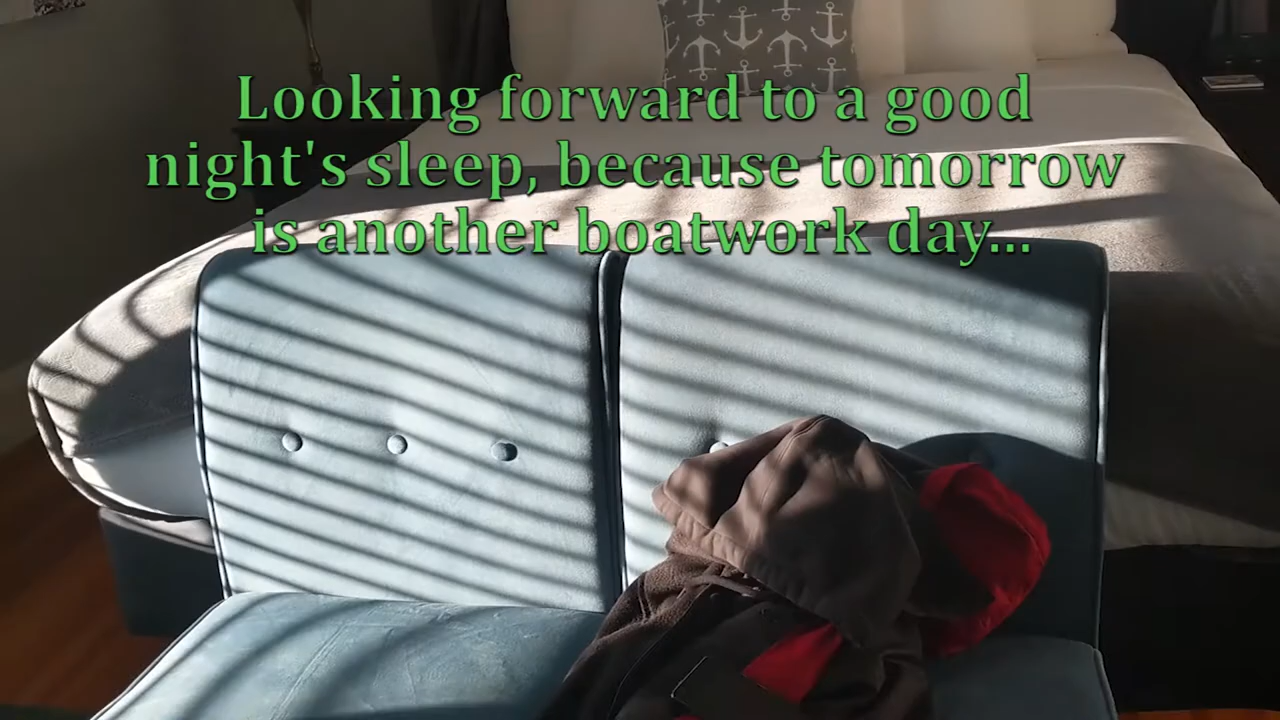 Looking forward to a good
night's sleep, because tomorrow
is another boatwork day...